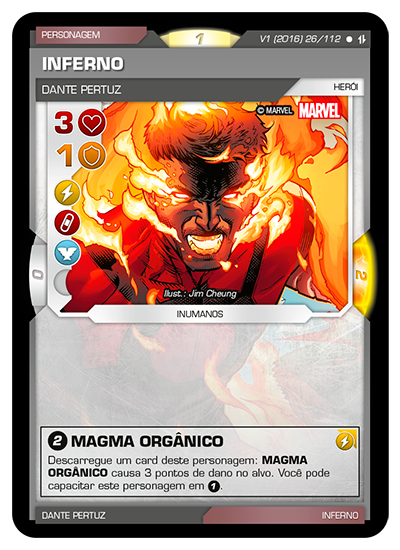 PERSONAGEM
1
V1 (2016) 26/112
INFERNO
DANTE PERTUZ
HERÓI
© MARVEL MARVEL
3
1
0
2
Ilust.: Jim Cheung
INUMANOS
2 MAGMA ORGÂNICO
Descarregue um card deste personagem: MAGMA
ORGÂNICO causa 3 pontos de dano no alvo. Você pode
capacitar este personagem em 1.
DANTE PERTUZ
INFERNO